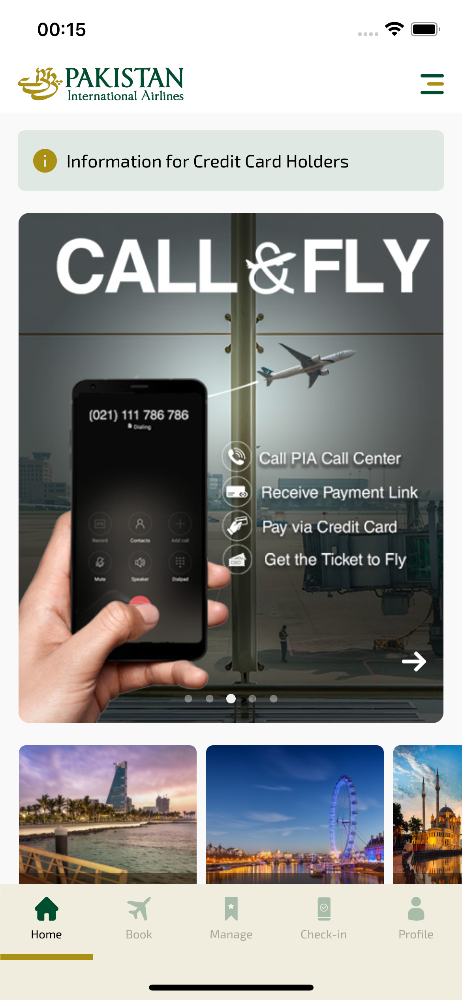 00:15
PAKISTAN
International Airlines
Information for Credit Card Holders
CALL & FLY
(021) 111 786 786
Dialing
Call PIA Call Center
Receive Payment Link
Pay via Credit Card
Get the Ticket to Fly
Record Contacts Add call
Mute Speaker Dialpad
Home Book Manage Check-in Profile